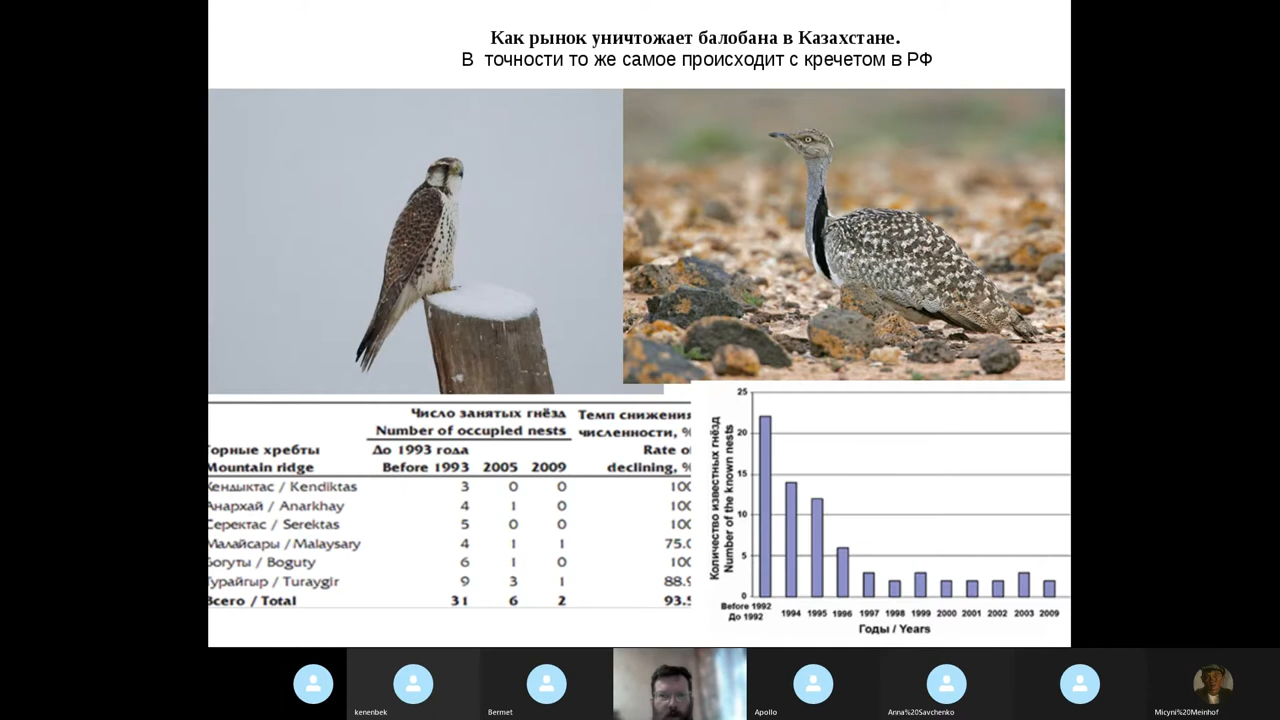 Как рынок уничтожает балобана в Казахстане.
В точности то же самое происходит с кречетом в РФ
Число занятых гнёзд Темп снижения
Number of occupied nests численности, %
Горные хребты До 1993 года Rate of
Mountain ridge Before 1993 2005 2009 declining, %
Кендыктас / Kendiktas 3 0 0 100
Анархай / Anarkhay 4 1 0 100
Серектас / Serektas 5 0 0 100
Малайсары / Malaysary 4 1 1 75.0
Богуты / Boguty 6 1 0 100
Турайгыр / Turaygir 9 3 1 88.9
Всего / Total 31 6 2 93.5
Количество известных гнёзд
Number of the known nests
25
20
15
10
5
0
Before 1992 1994 1995 1996 1997 1998 1999 2000 2001 2002 2003 2009
До 1992
Годы / Years
kenenbek
Bermet
Apollo
Anna%20Savchenko
Micyni%20Meinhof